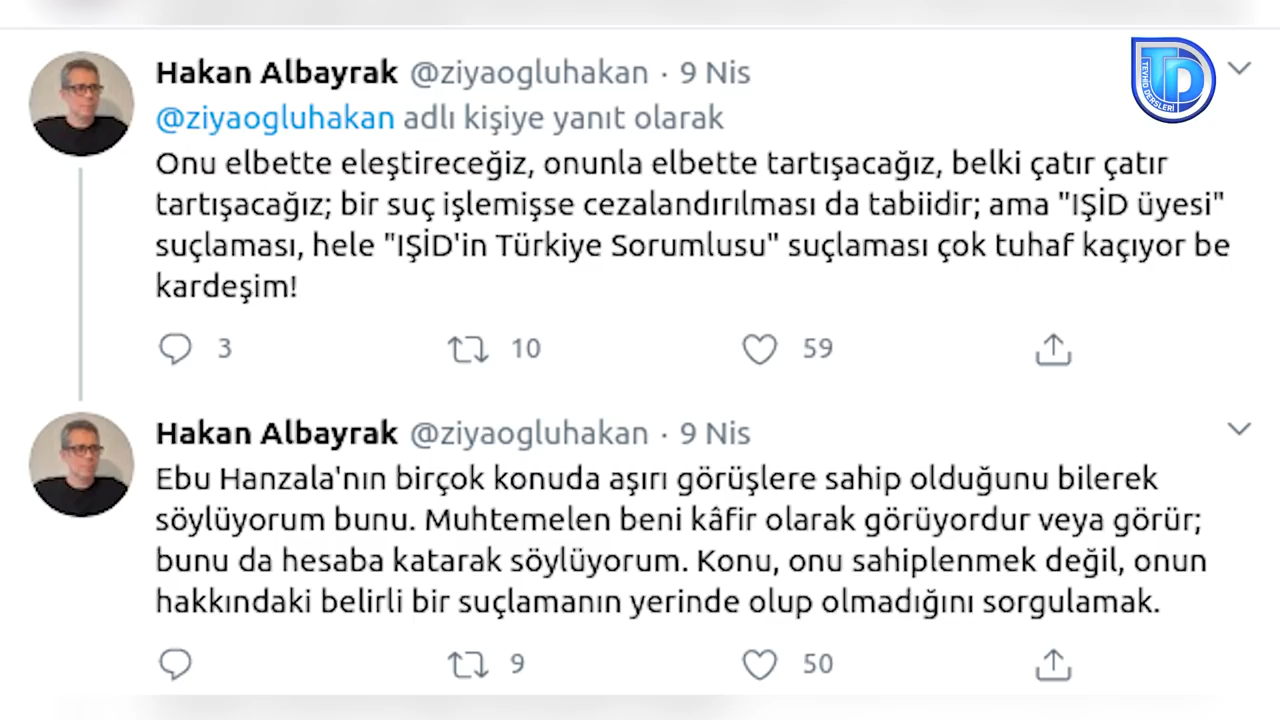 Hakan Albayrak @ziyaogluhakan · 9 Nis
@ziyaogluhakan adlı kişiye yanıt olarak
Onu elbette eleştireceğiz, onunla elbette tartışacağız, belki çatır çatır
tartışacağız; bir suç işlemişse cezalandırılması da tabiidir; ama "IŞİD üyesi"
suçlaması, hele "IŞİD'in Türkiye Sorumlusu" suçlaması çok tuhaf kaçıyor be
kardeşim!
3 10 59
Hakan Albayrak @ziyaogluhakan · 9 Nis
Ebu Hanzala'nın birçok konuda aşırı görüşlere sahip olduğunu bilerek
söylüyorum bunu. Muhtemelen beni kâfir olarak görüyordur veya görür;
bunu da hesaba katarak söylüyorum. Konu, onu sahiplenmek değil, onun
hakkındaki belirli bir suçlamanın yerinde olup olmadığını sorgulamak.
9 50
TD
TEVHİD DERSLERİ